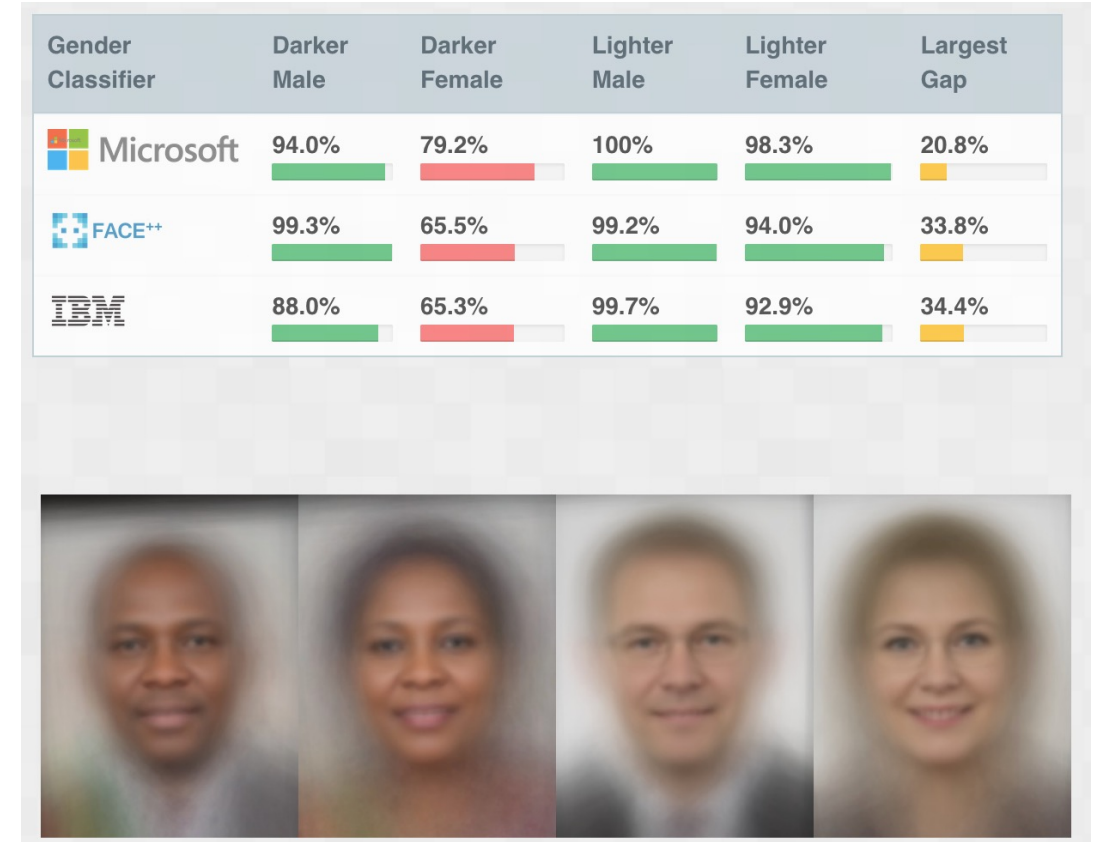 Gender Classifier
Darker Male
Darker Female
Lighter Male
Lighter Female
Largest Gap
Microsoft 94.0% 79.2% 100% 98.3% 20.8%
FACE++ 99.3% 65.5% 99.2% 94.0% 33.8%
IBM 88.0% 65.3% 99.7% 92.9% 34.4%